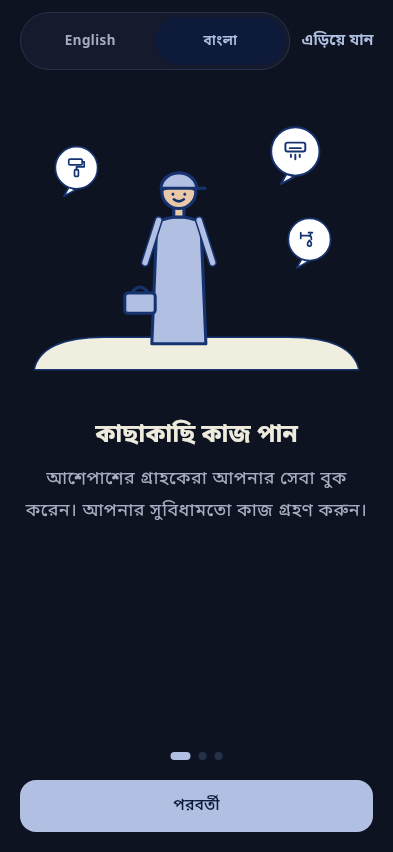 English
বাংলা
এড়িয়ে যান
কাছাকাছি কাজ পান
আশেপাশের গ্রাহকেরা আপনার সেবা বুক
করেন। আপনার সুবিধামতো কাজ গ্রহণ করুন।
পরবর্তী